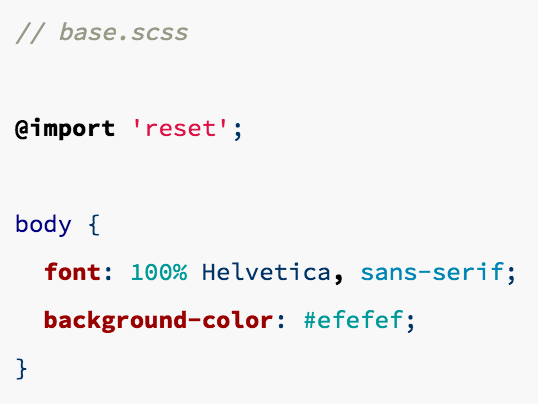 // base.scss
@import 'reset';
body {
font: 100% Helvetica, sans-serif;
background-color: #efefef;
}